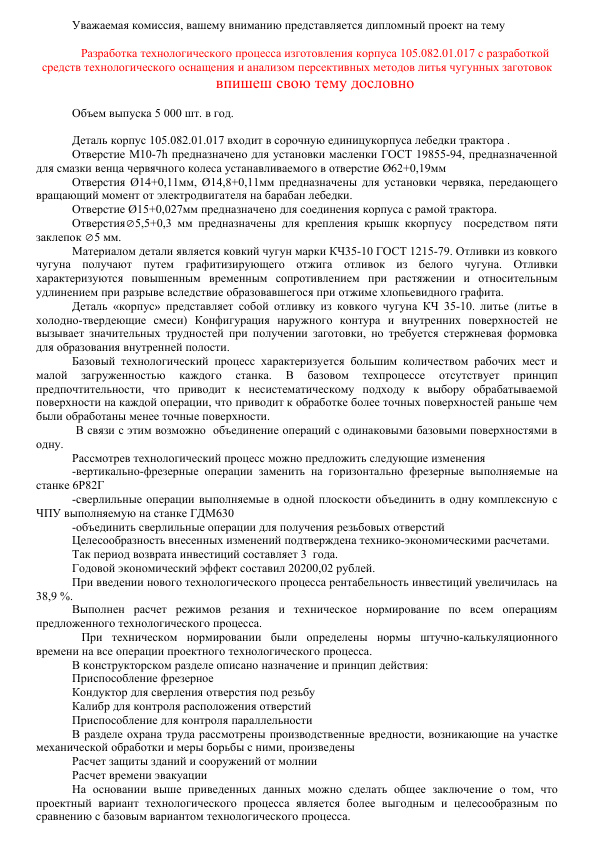 Уважаемая комиссия, вашему вниманию представляется дипломный проект на тему
Разработка технологического процесса изготовления корпуса 105.082,01.017 с разработкой
средств технологического оснащения и анализом персективных методов литья чугунных заготовок
впишеш свою тему дословно
Объем выпуска 5 000 шт. в год.
Деталь корпус 105.082.01.017 входит в сорочную единицукорпуса лебедки трактора .
Отверстие М10-7h предназначено для установки масленки ГОСТ 19855-94, предназначенной
для смазки венца червячного колеса устанавливаемого в отверстие Ø62+0,19мм
Отверстия Ø14+0,11мм, Ø14,8+0,11мм предназначены для установки червяка, передающего
вращающий момент от электродвигателя на барабан лебедки.
Отверстие Ø15+0,027мм предназначено для соединения корпуса с рамой трактора.
Отверстия∅5,5+0,3 мм предназначены для крепления крышк ккорпусу посредством пяти
заклепок ∅5 мм.
Материалом детали является ковкий чугун марки КЧ35-10 ГОСТ 1215-79. Отливки из ковкого
чугуна получают путем графитизирующего отжига отливок из белого чугуна. Отливки
характеризуются повышенным временным сопротивлением при растяжении и относительным
удлинением при разрыве вследствие образовавшегося при отжиме хлопьевидного графита.
Деталь «корпус» представляет собой отливку из ковкого чугуна КЧ 35-10. литье (литье в
холодно-твердеющие смеси) Конфигурация наружного контура и внутренних поверхностей не
вызывает значительных трудностей при получении заготовки, но требуется стержневая формовка
для образования внутренней полости.
Базовый технологический процесс характеризуется большим количеством рабочих мест и
малой загруженностью каждого станка. В базовом техпроцессе отсутствует принцип
предпочтительности, что приводит к несистематическому подходу к выбору обрабатываемой
поверхности на каждой операции, что приводит к обработке более точных поверхностей раньше чем
были обработаны менее точные поверхности.
В связи с этим возможно объединение операций с одинаковыми базовыми поверхностями в
одну.
Рассмотрев технологический процесс можно предложить следующие изменения
-вертикально-фрезерные операции заменить на горизонтально фрезерные выполняемые на
станке 6Р82Г
-сверлильные операции выполняемые в одной плоскости объединить в одну комплексную с
ЧПУ выполняемую на станке ГДМ630
-объединить сверлильные операции для получения резьбовых отверстий
Целесообразность внесенных изменений подтверждена технико-экономическими расчетами.
Так период возврата инвестиций составляет 3 года.
Годовой экономический эффект составил 20200,02 рублей.
При введении нового технологического процесса рентабельность инвестиций увеличилась на
38,9 %.
Выполнен расчет режимов резания и техническое нормирование по всем операциям
предложенного технологического процесса.
При техническом нормировании были определены нормы штучно-калькуляционного
времени на все операции проектного технологического процесса.
В конструкторском разделе описано назначение и принцип действия:
Приспособление фрезерное
Кондуктор для сверления отверстия под резьбу
Калибр для контроля расположения отверстий
Приспособление для контроля параллельности
В разделе охрана труда рассмотрены производственные вредности, возникающие на участке
механической обработки и меры борьбы с ними, произведены
Расчет защиты зданий и сооружений от молнии
Расчет времени эвакуации
На основании выше приведенных данных можно сделать общее заключение о том, что
проектный вариант технологического процесса является более выгодным и целесообразным по
сравнению с базовым вариантом технологического процесса.